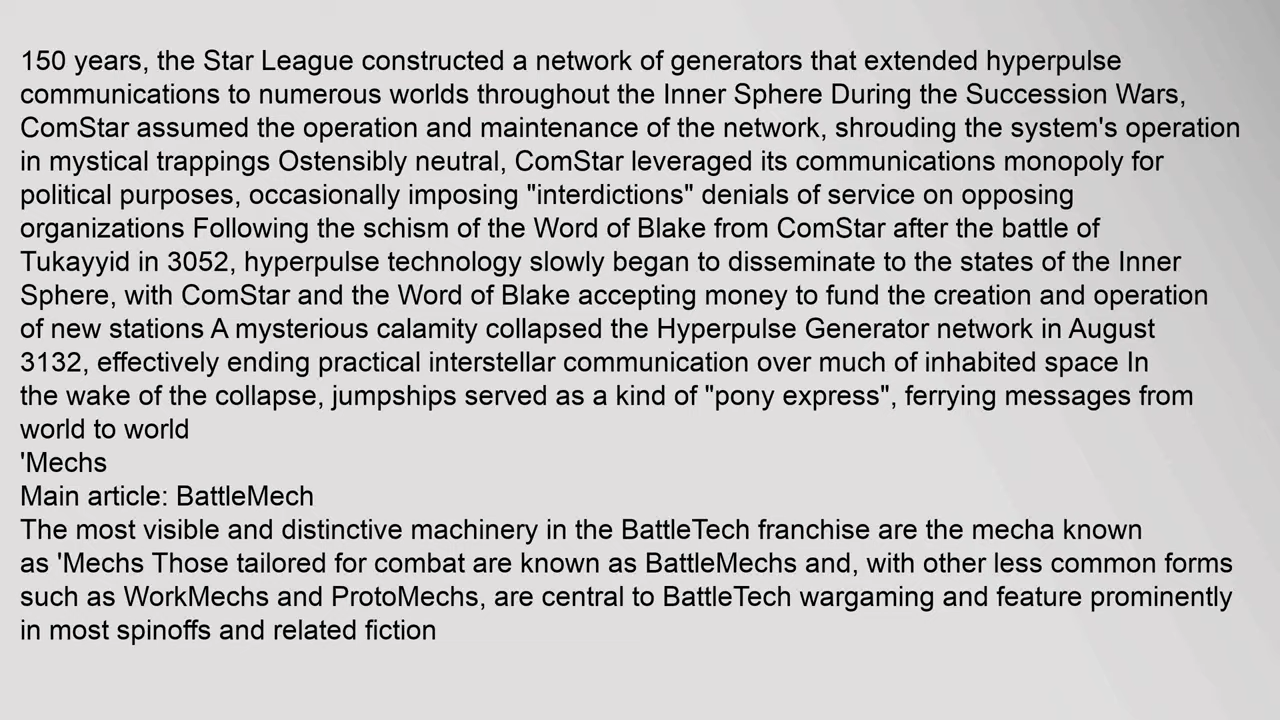 150 years, the Star League constructed a network of generators that extended hyperpulse
communications to numerous worlds throughout the Inner Sphere During the Succession Wars,
ComStar assumed the operation and maintenance of the network, shrouding the system's operation
in mystical trappings Ostensibly neutral, ComStar leveraged its communications monopoly for
political purposes, occasionally imposing "interdictions" denials of service on opposing
organizations Following the schism of the Word of Blake from ComStar after the battle of
Tukayyid in 3052, hyperpulse technology slowly began to disseminate to the states of the Inner
Sphere, with ComStar and the Word of Blake accepting money to fund the creation and operation
of new stations A mysterious calamity collapsed the Hyperpulse Generator network in August
3132, effectively ending practical interstellar communication over much of inhabited space In
the wake of the collapse, jumpships served as a kind of "pony express", ferrying messages from
world to world
'Mechs
Main article: BattleMech
The most visible and distinctive machinery in the BattleTech franchise are the mecha known
as 'Mechs Those tailored for combat are known as BattleMechs and, with other less common forms
such as WorkMechs and ProtoMechs, are central to BattleTech wargaming and feature prominently
in most spinoffs and related fiction